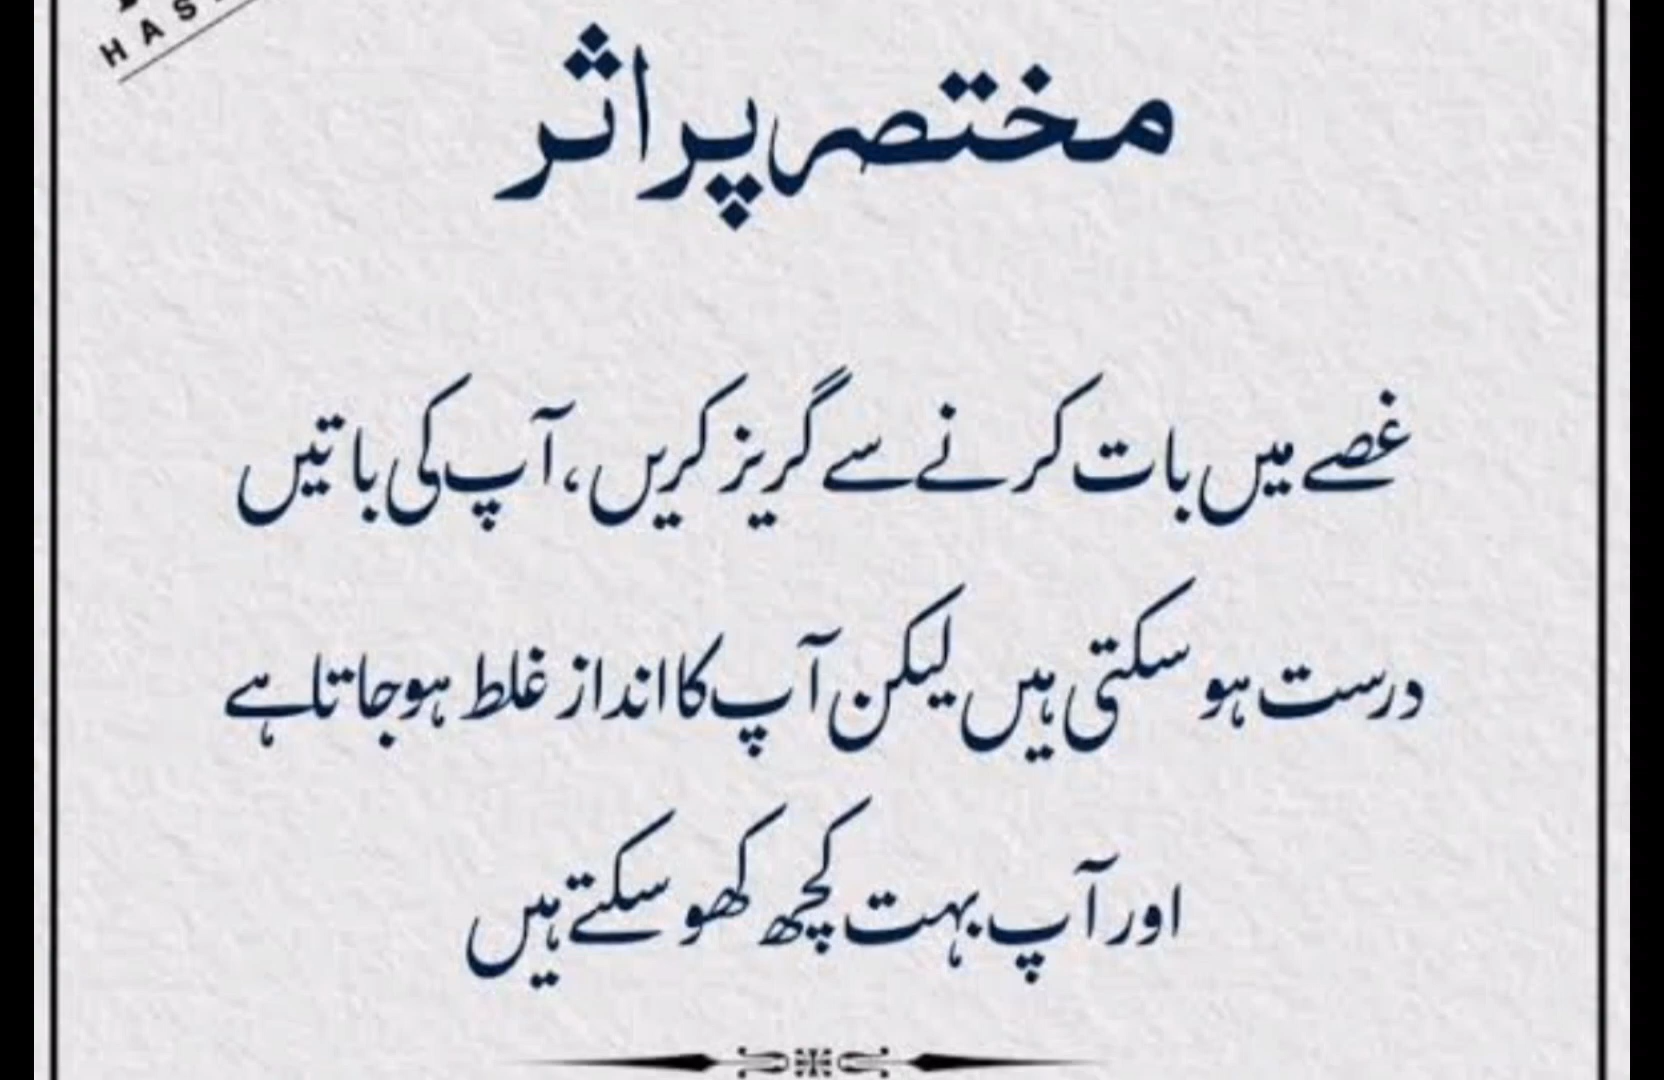 مختصر پر اثر
غصے میں بات کرنے سے گریز کریں، آپ کی باتیں
درست ہو سکتی ہیں لیکن آپ کا انداز غلط ہو جاتا ہے
اور آپ بہت کچھ کھو سکتے ہیں